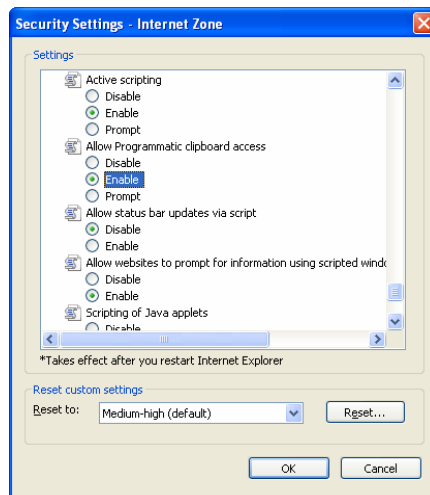 Security Settings - Internet Zone
Settings
Active scripting
Disable
Enable
Prompt
Allow Programmatic clipboard access
Disable
Enable
Prompt
Allow status bar updates via script
Disable
Enable
Allow websites to prompt for information using scripted windo
Disable
Enable
Scripting of Java applets
Disable
*Takes effect after you restart Internet Explorer
Reset custom settings
Reset to: Medium-high (default) Reset...
OK Cancel